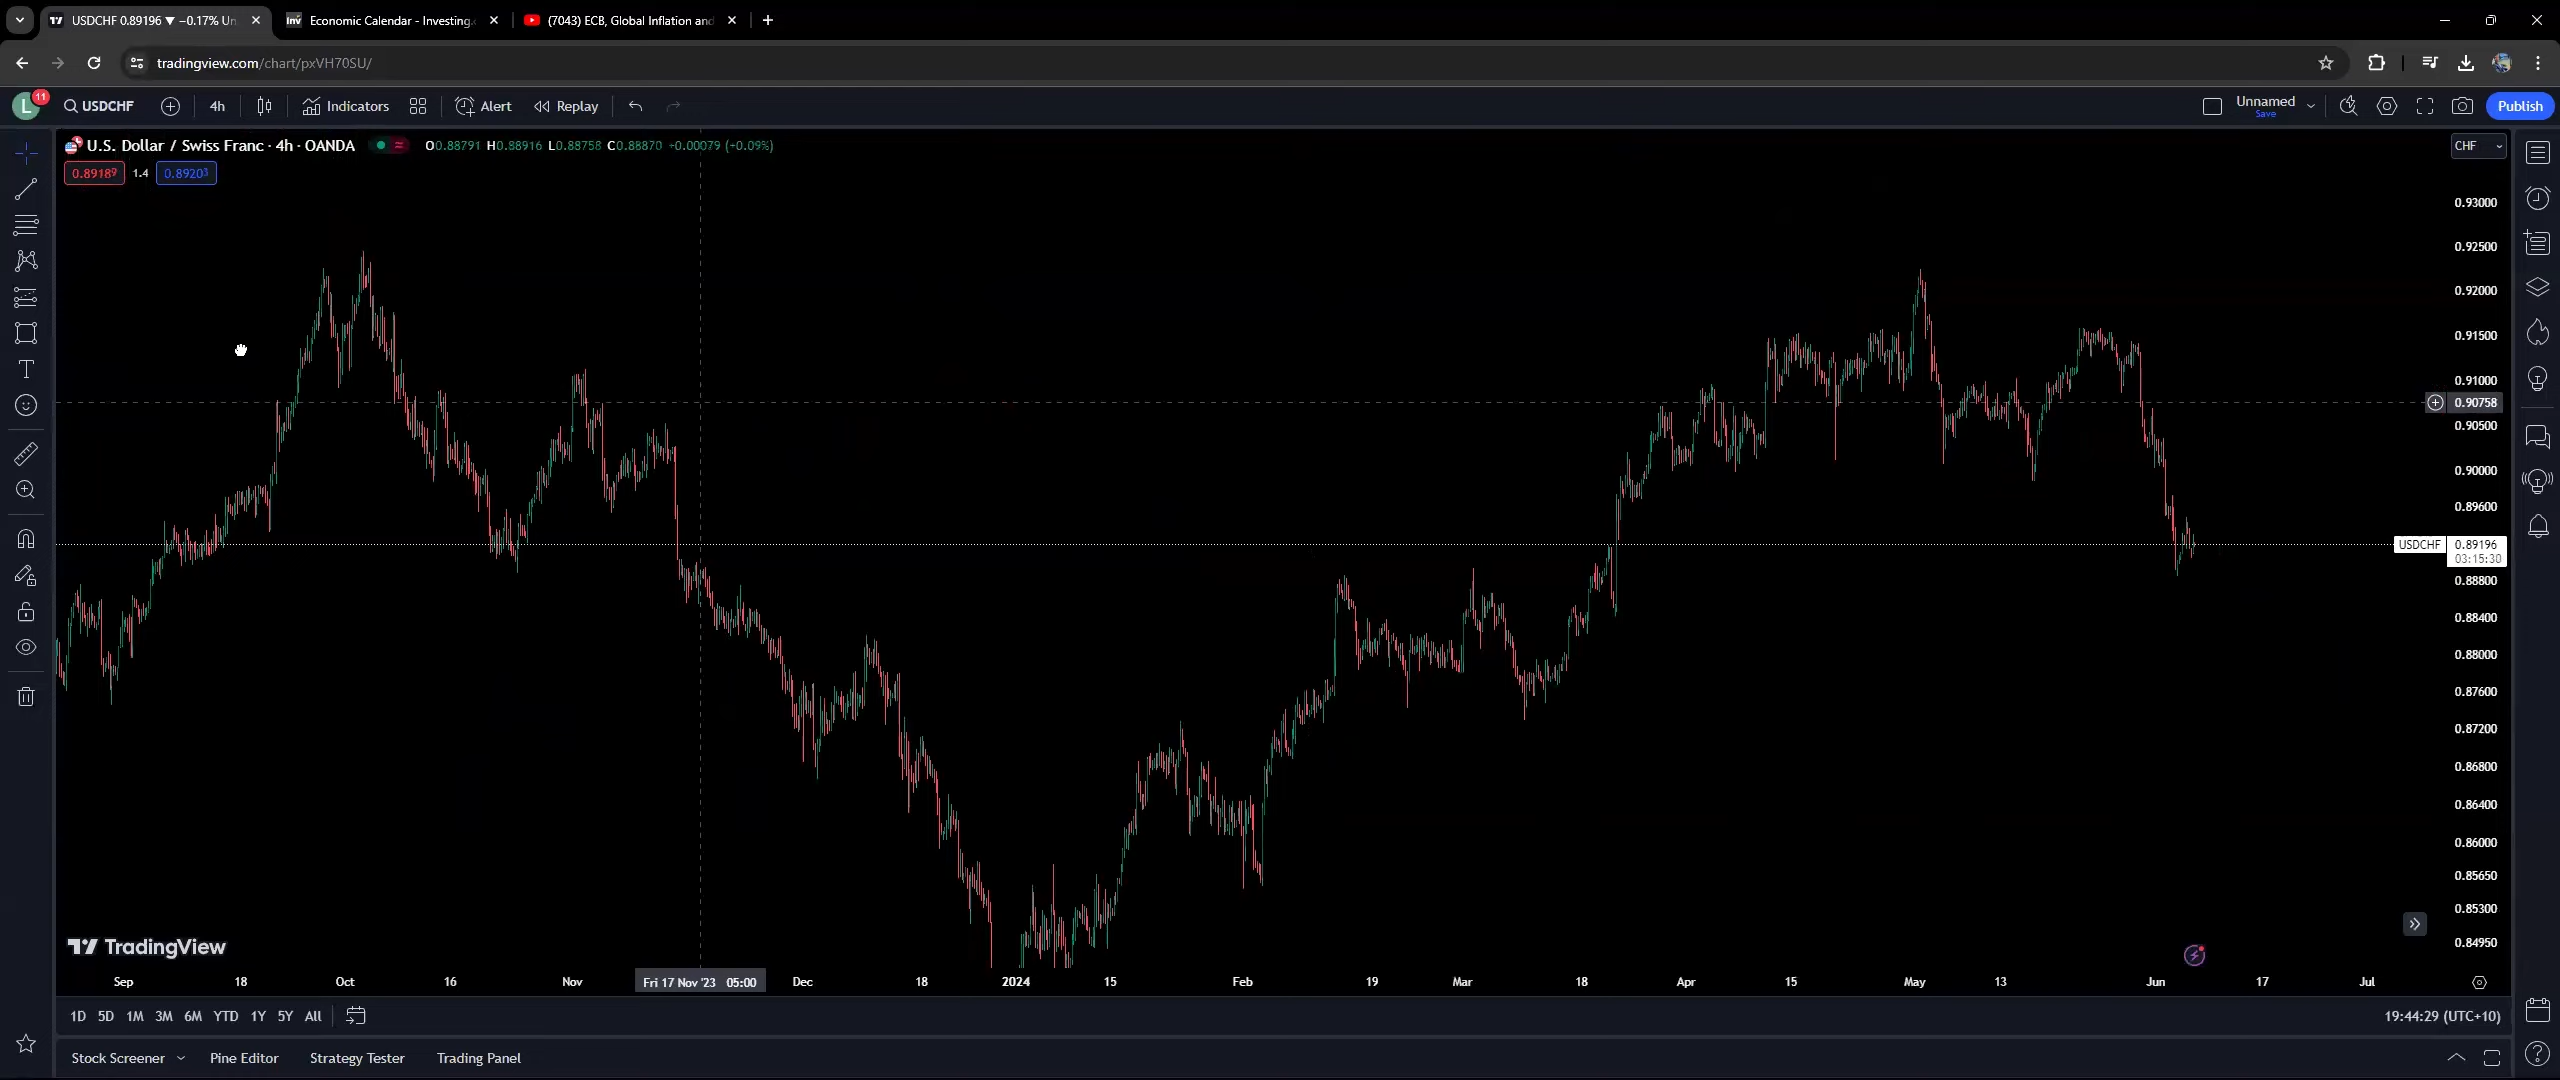 USDCHF 0.89196 ▼ −0.17% Un
Economic Calendar - Investing.
(7043) ECB, Global Inflation and
tradingview.com/chart/pxVH70SU/
L 11
USDCHF
4h
Indicators
Alert
Replay
Unnamed
Save
Publish
U.S. Dollar / Swiss Franc · 4h · OANDA
O0.88791 H0.88916 L0.88758 C0.88870 +0.00079 (+0.09%)
CHF
0.89189 1.4 0.89203
0.93000
0.92500
0.92000
0.91500
0.91000
0.90758
0.90500
0.90000
0.89600
USDCHF 0.89196
03:15:30
0.88800
0.88400
0.88000
0.87600
0.87200
0.86800
0.86400
0.86000
0.85650
0.85300
0.84950
TradingView
Sep 18 Oct 16 Nov Fri 17 Nov '23 05:00 Dec 18 2024 15 Feb 19 Mar 18 Apr 15 May 13 Jun 17 Jul
1D 5D 1M 3M 6M YTD 1Y 5Y All
19:44:29 (UTC+10)
Stock Screener Pine Editor Strategy Tester Trading Panel